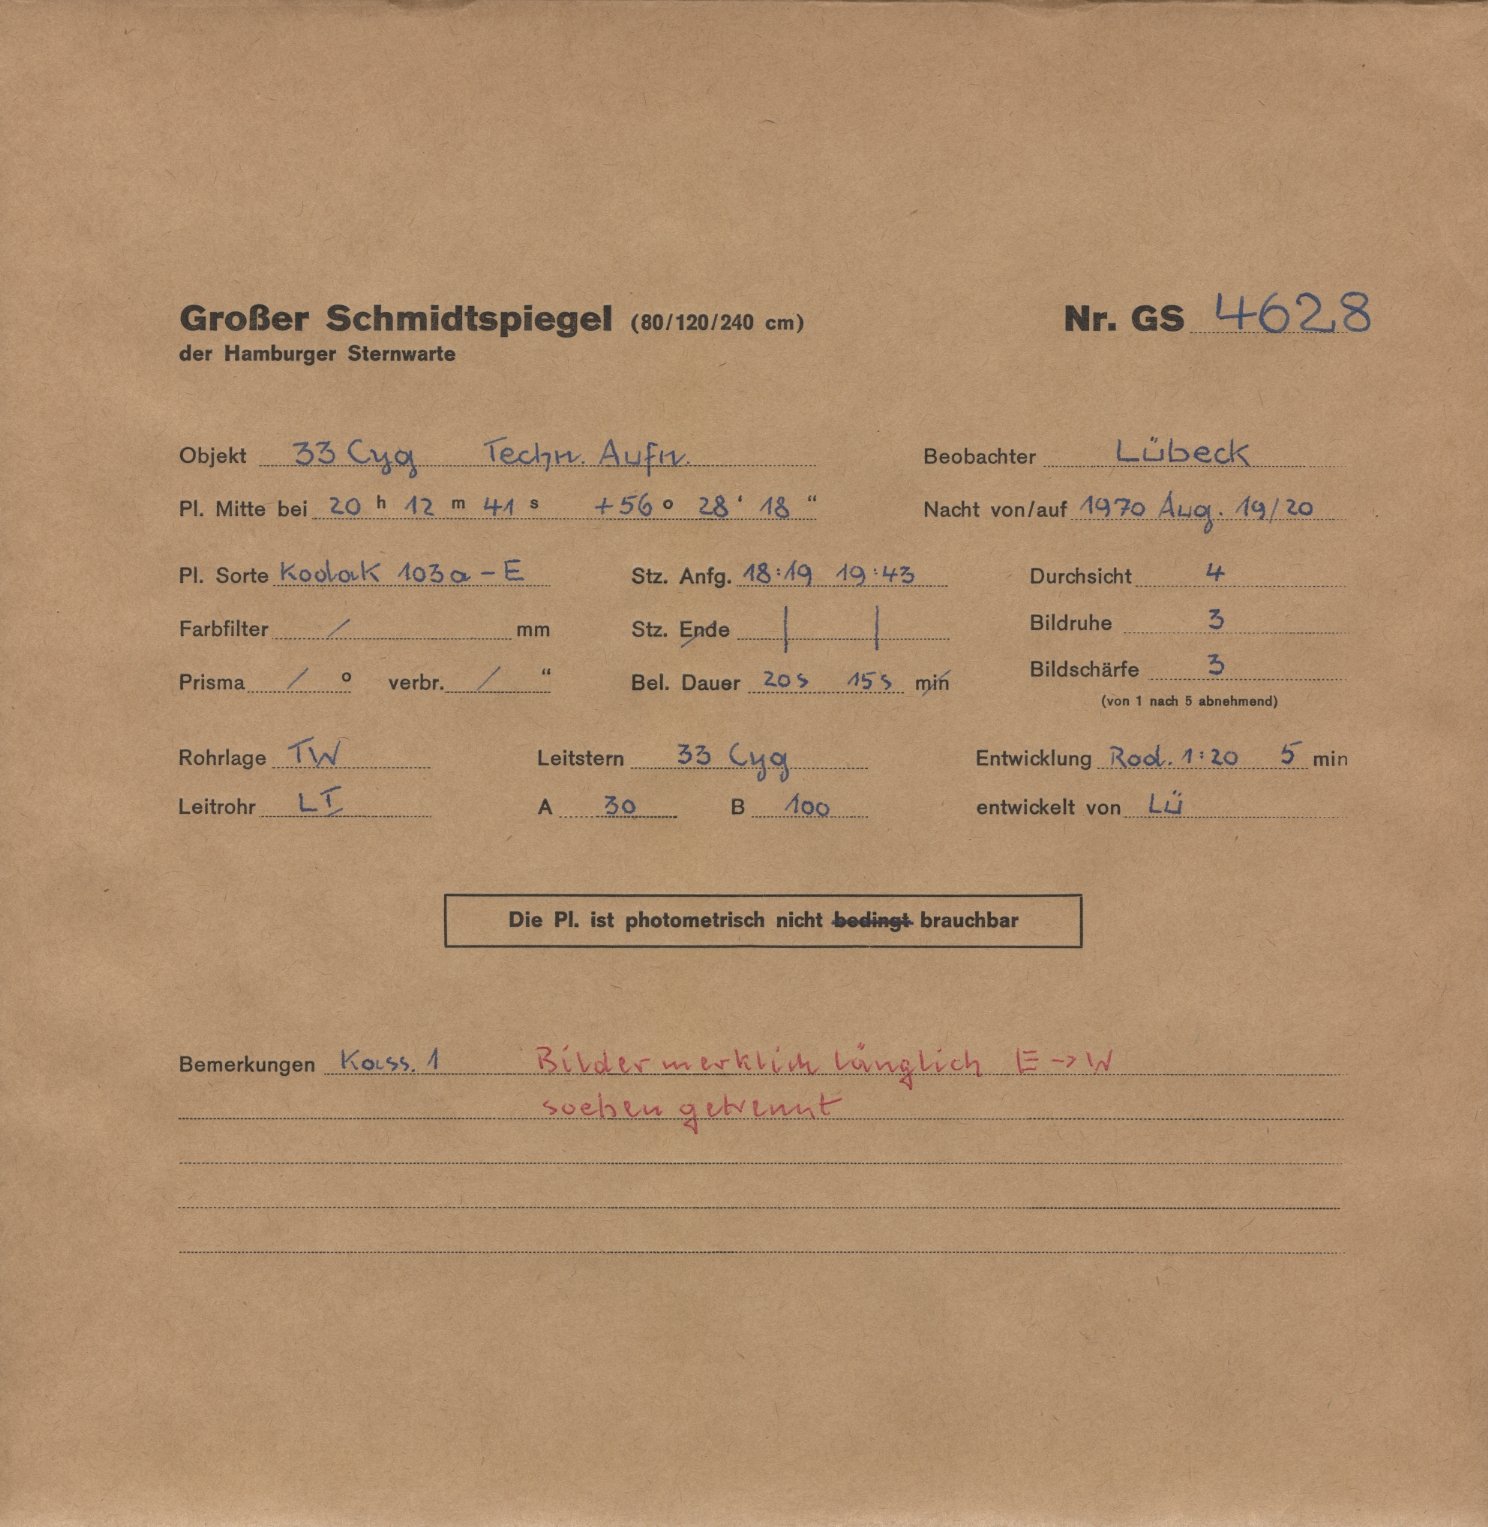 Großer Schmidtspiegel (80/120/240 cm) Nr. GS 4628
der Hamburger Sternwarte
Objekt 33 Cyg Techn. Aufn. Beobachter Lübeck
Pl. Mitte bei 20 h 12 m 41 s +56 o 28 ‘ 18 “ Nacht von/auf 1970 Aug. 19/20
Pl. Sorte Kodak 103a-E Stz. Anfg. 18:19 19:43 Durchsicht 4
Farbfilter / mm Stz. Ende | | Bildruhe 3
Prisma / o verbr. / “ Bel. Dauer 20s 15s min Bildschärfe 3
(von 1 nach 5 abnehmend)
Rohrlage TW Leitstern 33 Cyg Entwicklung Rod. 1:20 5 min
Leitrohr LI A 30 B 100 entwickelt von Lü
Die Pl. ist photometrisch nicht bedingt brauchbar
Bemerkungen Kass. 1 Bilder merklich länglich E -> W
soeben getrennt